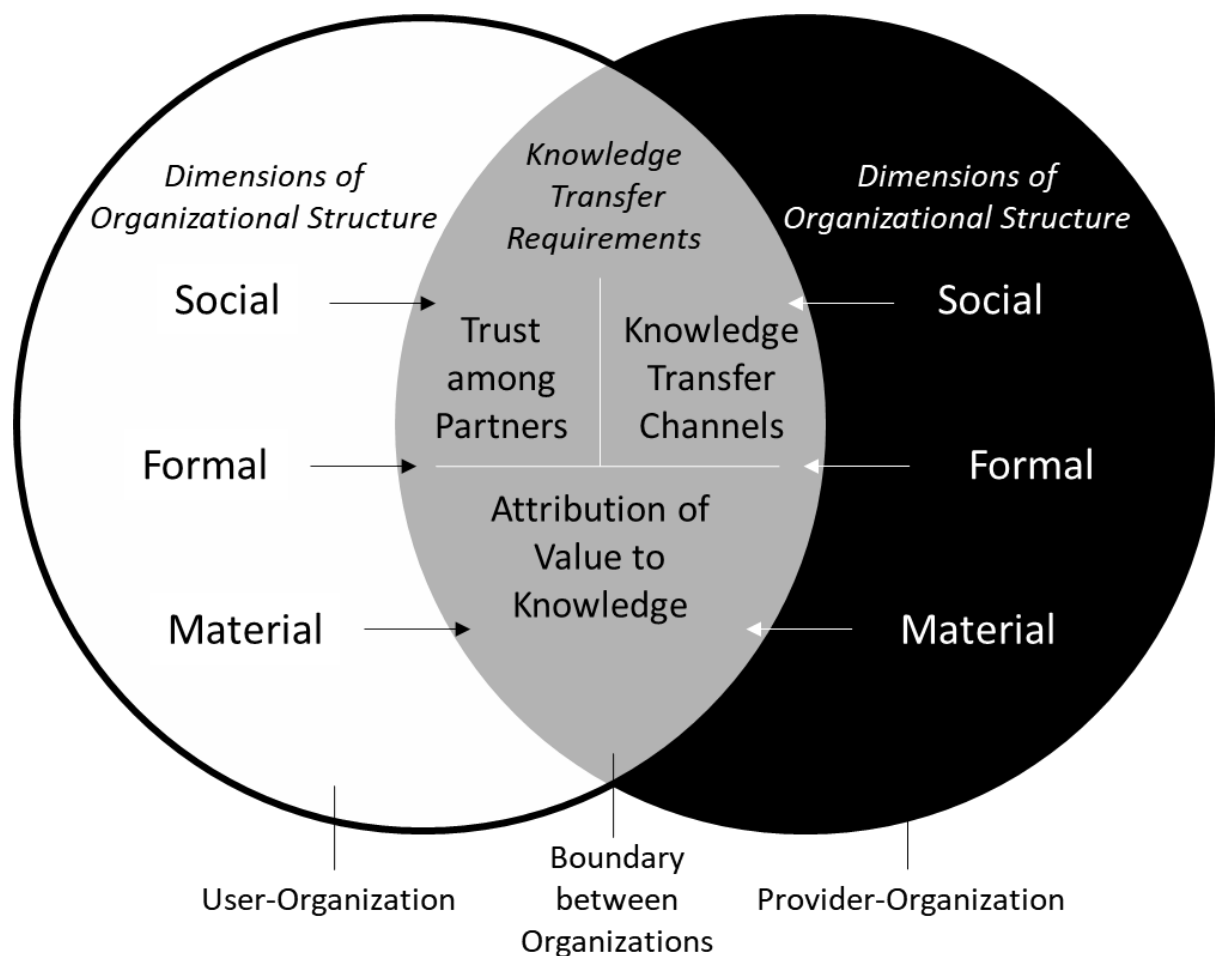 Dimensions of
Organizational Structure
Social
Formal
Material
Knowledge
Transfer
Requirements
Trust
among
Partners
Knowledge
Transfer
Channels
Attribution of
Value to
Knowledge
Dimensions of
Organizational Structure
Social
Formal
Material
User-Organization
Boundary
between
Organizations
Provider-Organization